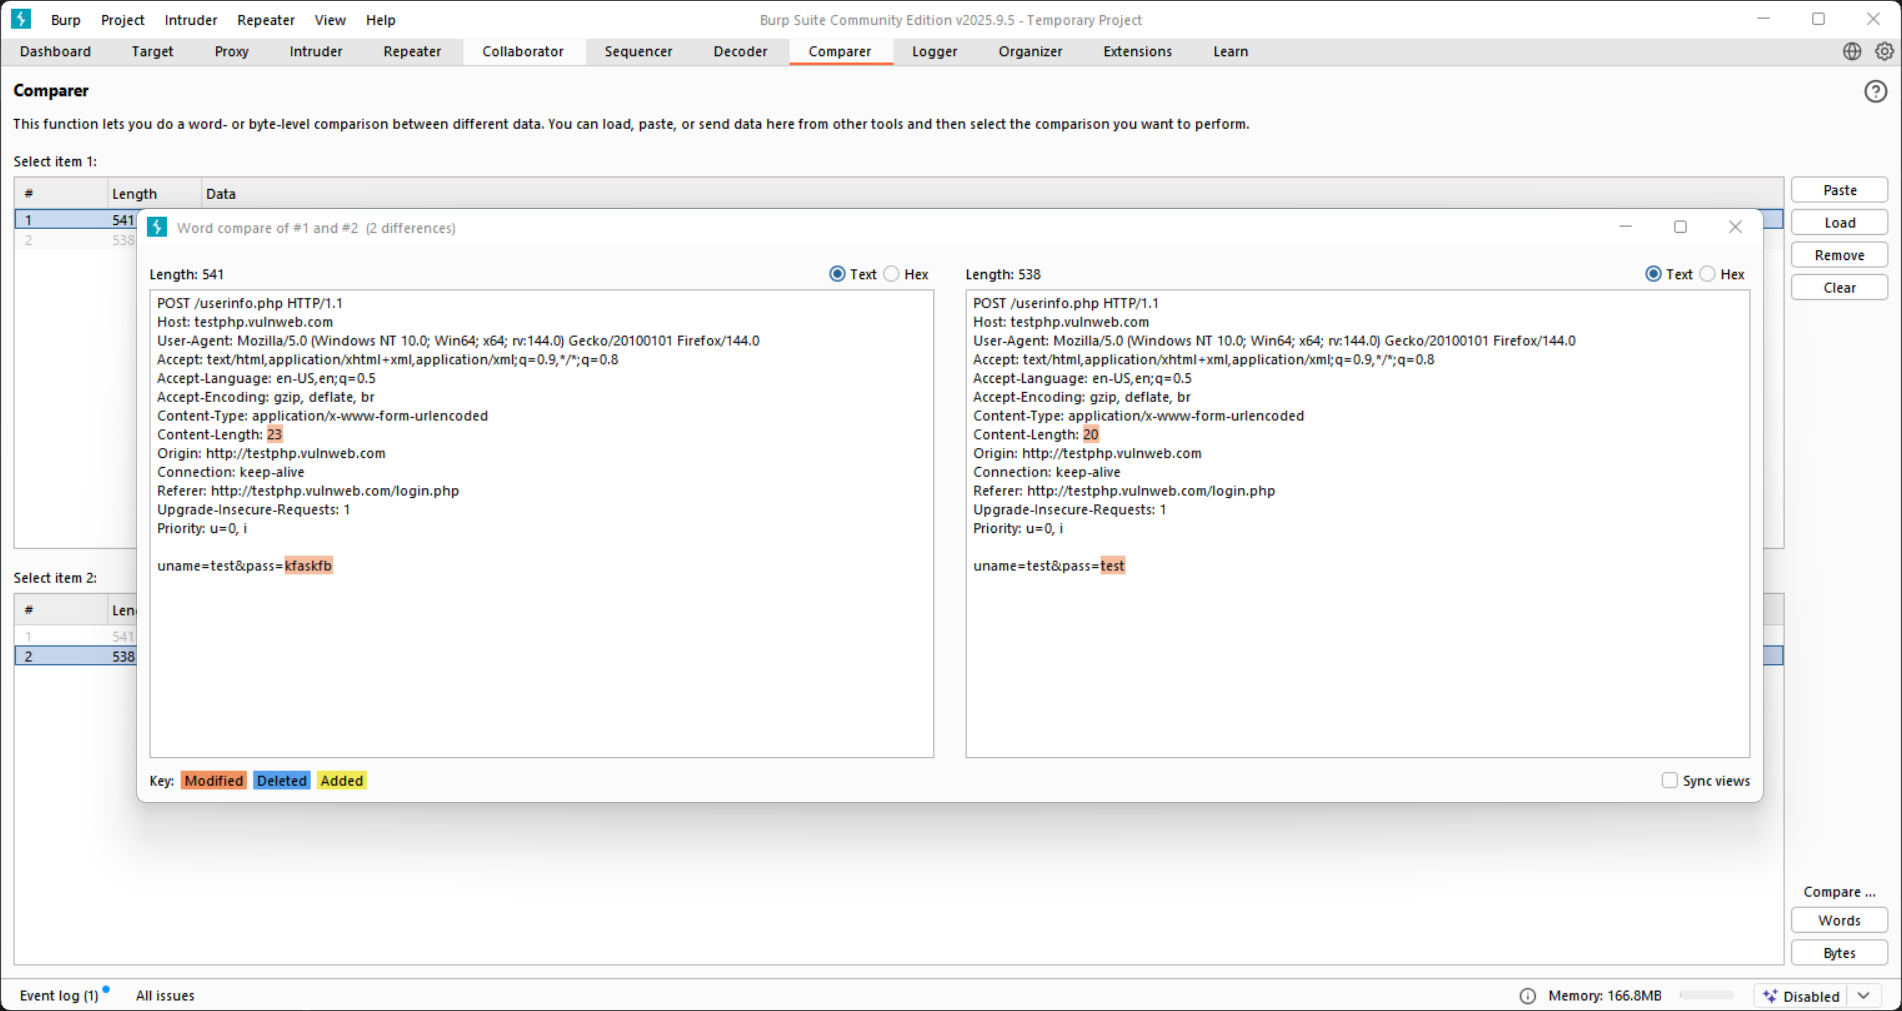 Burp Project Intruder Repeater View Help
Burp Suite Community Edition v2025.9.5 - Temporary Project
Dashboard Target Proxy Intruder Repeater Collaborator Sequencer Decoder Comparer Logger Organizer Extensions Learn
Comparer
This function lets you do a word- or byte-level comparison between different data. You can load, paste, or send data here from other tools and then select the comparison you want to perform.
Select item 1:
# Length Data
1 541
2 538
Paste
Load
Remove
Clear
Word compare of #1 and #2 (2 differences)
Length: 541 Text Hex
POST /userinfo.php HTTP/1.1
Host: testphp.vulnweb.com
User-Agent: Mozilla/5.0 (Windows NT 10.0; Win64; x64; rv:144.0) Gecko/20100101 Firefox/144.0
Accept: text/html,application/xhtml+xml,application/xml;q=0.9,*/*;q=0.8
Accept-Language: en-US,en;q=0.5
Accept-Encoding: gzip, deflate, br
Content-Type: application/x-www-form-urlencoded
Content-Length: 23
Origin: http://testphp.vulnweb.com
Connection: keep-alive
Referer: http://testphp.vulnweb.com/login.php
Upgrade-Insecure-Requests: 1
Priority: u=0, i
uname=test&pass=kfaskfb
Length: 538 Text Hex
POST /userinfo.php HTTP/1.1
Host: testphp.vulnweb.com
User-Agent: Mozilla/5.0 (Windows NT 10.0; Win64; x64; rv:144.0) Gecko/20100101 Firefox/144.0
Accept: text/html,application/xhtml+xml,application/xml;q=0.9,*/*;q=0.8
Accept-Language: en-US,en;q=0.5
Accept-Encoding: gzip, deflate, br
Content-Type: application/x-www-form-urlencoded
Content-Length: 20
Origin: http://testphp.vulnweb.com
Connection: keep-alive
Referer: http://testphp.vulnweb.com/login.php
Upgrade-Insecure-Requests: 1
Priority: u=0, i
uname=test&pass=test
Key: Modified Deleted Added
Sync views
Select item 2:
# Len
1 541
2 538
Compare ...
Words
Bytes
Event log (1) All issues
Memory: 166.8MB
Disabled